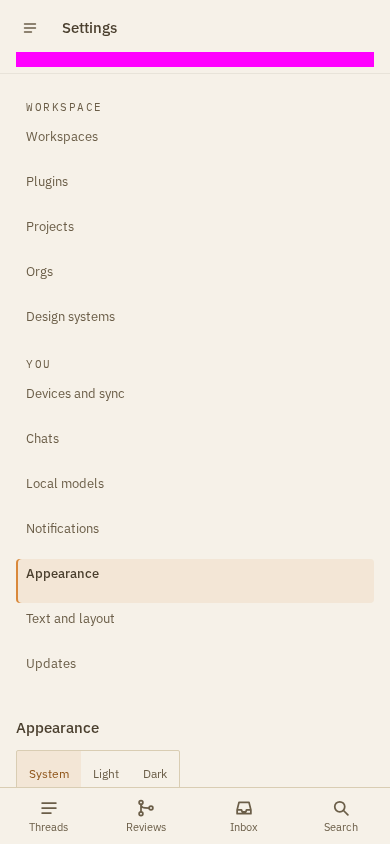 Settings
WORKSPACE
Workspaces
Plugins
Projects
Orgs
Design systems
YOU
Devices and sync
Chats
Local models
Notifications
Appearance
Text and layout
Updates
Appearance
System Light Dark
Threads Reviews Inbox Search